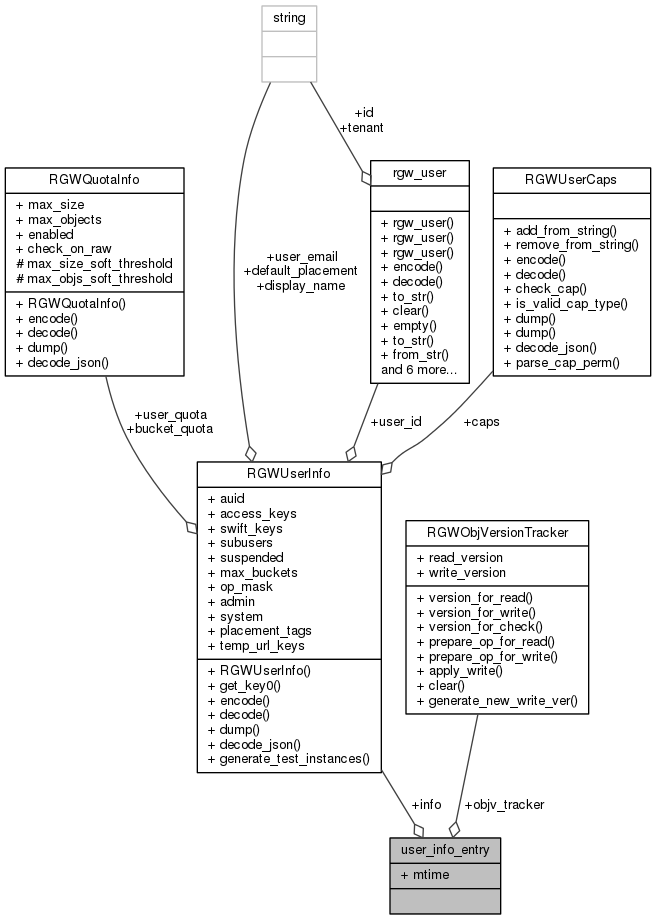 string
+id
+tenant
RGWQuotaInfo
+ max_size
+ max_objects
+ enabled
+ check_on_raw
# max_size_soft_threshold
# max_objs_soft_threshold
+ RGWQuotaInfo()
+ encode()
+ decode()
+ dump()
+ decode_json()
+user_email
+default_placement
+display_name
rgw_user
+ rgw_user()
+ rgw_user()
+ rgw_user()
+ encode()
+ decode()
+ to_str()
+ clear()
+ empty()
+ to_str()
+ from_str()
and 6 more...
RGWUserCaps
+ add_from_string()
+ remove_from_string()
+ encode()
+ decode()
+ check_cap()
+ is_valid_cap_type()
+ dump()
+ dump()
+ decode_json()
+ parse_cap_perm()
+user_quota
+bucket_quota
+user_id
+caps
RGWUserInfo
+ auid
+ access_keys
+ swift_keys
+ subusers
+ suspended
+ max_buckets
+ op_mask
+ admin
+ system
+ placement_tags
+ temp_url_keys
+ RGWUserInfo()
+ get_key0()
+ encode()
+ decode()
+ dump()
+ decode_json()
+ generate_test_instances()
RGWObjVersionTracker
+ read_version
+ write_version
+ version_for_read()
+ version_for_write()
+ version_for_check()
+ prepare_op_for_read()
+ prepare_op_for_write()
+ apply_write()
+ clear()
+ generate_new_write_ver()
+info
+objv_tracker
user_info_entry
+ mtime